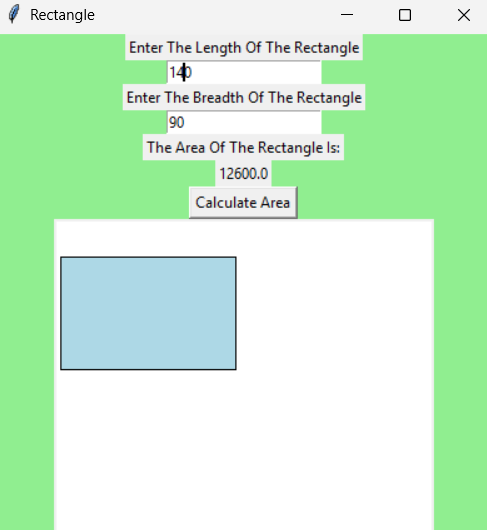 Rectangle
Enter The Length Of The Rectangle
140
Enter The Breadth Of The Rectangle
90
The Area Of The Rectangle Is:
12600.0
Calculate Area